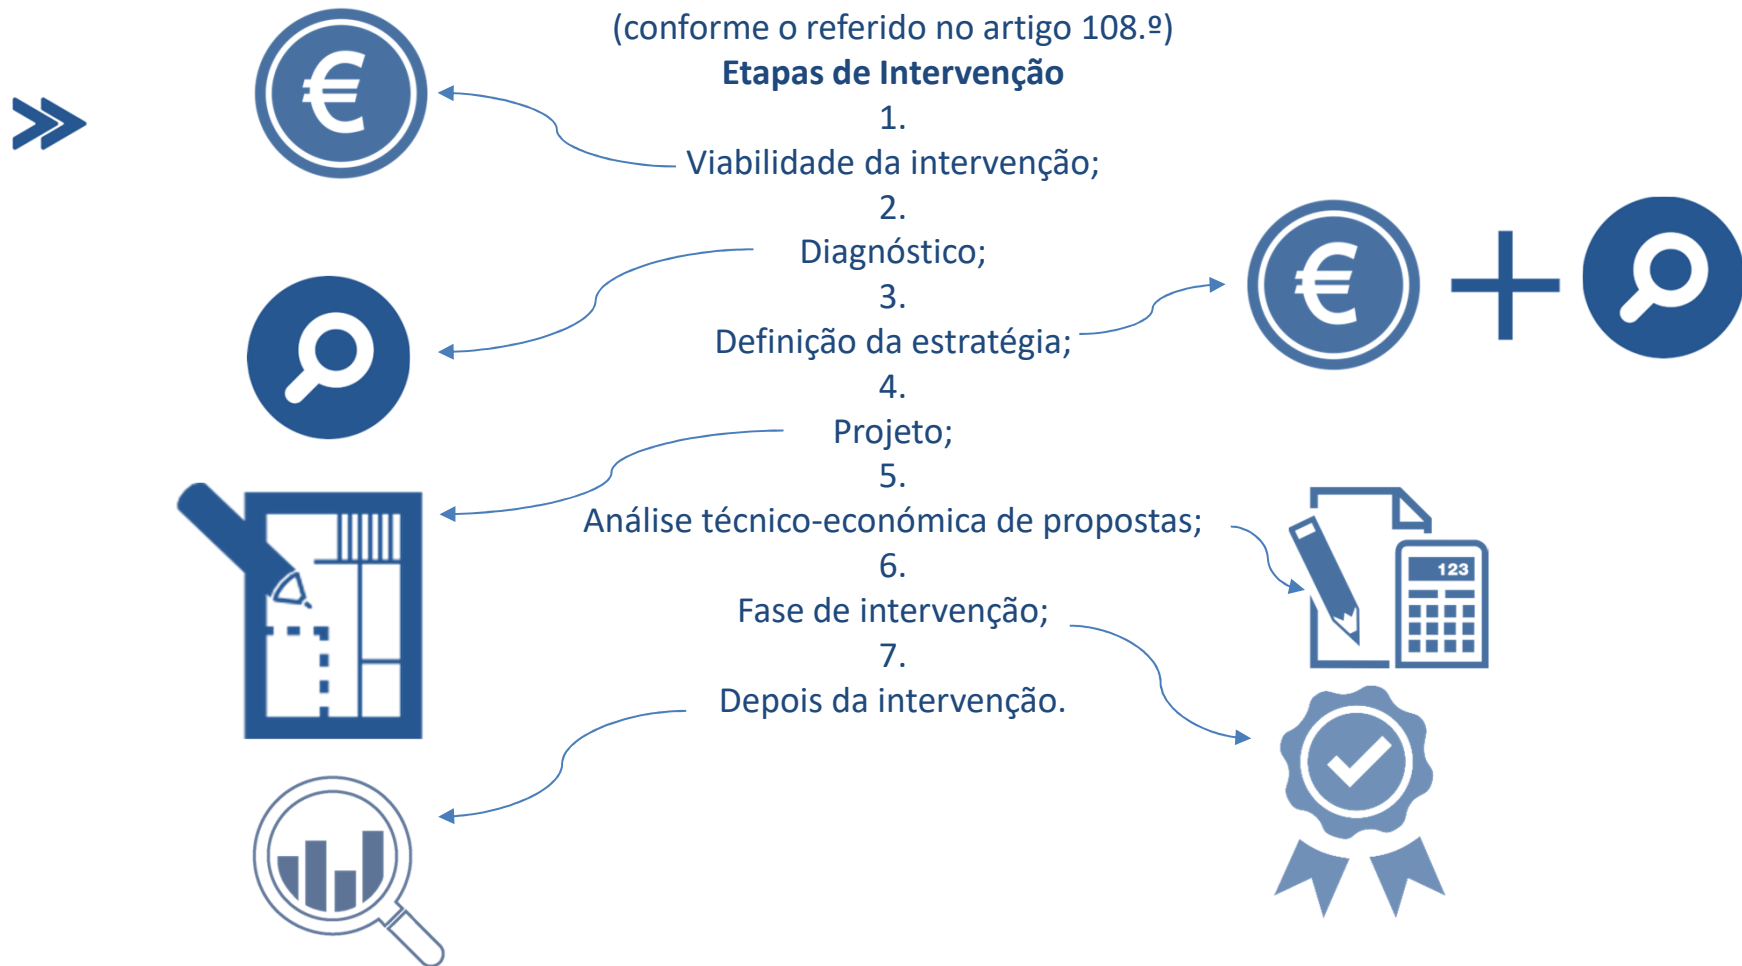 (conforme o referido no artigo 108.º)
Etapas de Intervenção
1.
Viabilidade da intervenção;
2.
Diagnóstico;
3.
Definição da estratégia;
4.
Projeto;
5.
Análise técnico-económica de propostas;
6.
Fase de intervenção;
7.
Depois da intervenção.
€
€
123